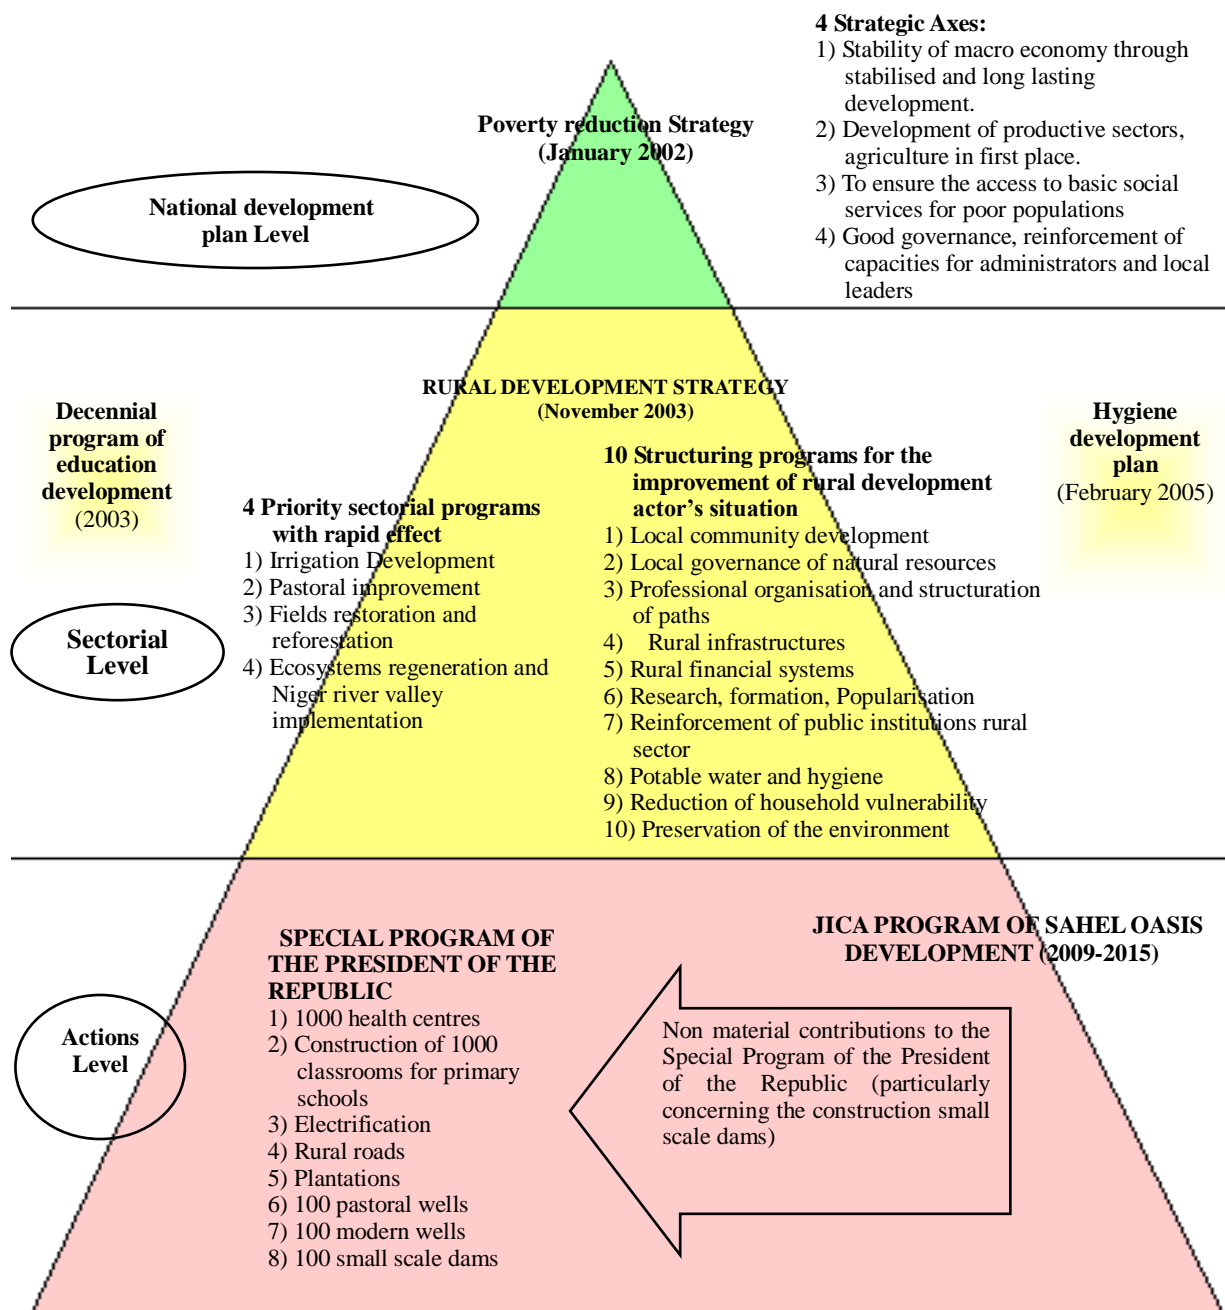 4 Strategic Axes:
1) Stability of macro economy through
stabilised and long lasting
development.
2) Development of productive sectors,
agriculture in first place.
3) To ensure the access to basic social
services for poor populations
4) Good governance, reinforcement of
capacities for administrators and local
leaders
Poverty reduction Strategy
(January 2002)
National development
plan Level
RURAL DEVELOPMENT STRATEGY
(November 2003)
Decennial
program of
education
development
(2003)
Hygiene
development
plan
(February 2005)
4 Priority sectorial programs
with rapid effect
1) Irrigation Development
2) Pastoral improvement
3) Fields restoration and
reforestation
4) Ecosystems regeneration and
Niger river valley
implementation
10 Structuring programs for the
improvement of rural development
actor’s situation
1) Local community development
2) Local governance of natural resources
3) Professional organisation and structuration
of paths
4) Rural infrastructures
5) Rural financial systems
6) Research, formation, Popularisation
7) Reinforcement of public institutions rural
sector
8) Potable water and hygiene
9) Reduction of household vulnerability
10) Preservation of the environment
Sectorial
Level
SPECIAL PROGRAM OF
THE PRESIDENT OF THE
REPUBLIC
1) 1000 health centres
2) Construction of 1000
classrooms for primary
schools
3) Electrification
4) Rural roads
5) Plantations
6) 100 pastoral wells
7) 100 modern wells
8) 100 small scale dams
JICA PROGRAM OF SAHEL OASIS
DEVELOPMENT (2009-2015)
Non material contributions to the
Special Program of the President
of the Republic (particularly
concerning the construction small
scale dams)
Actions
Level